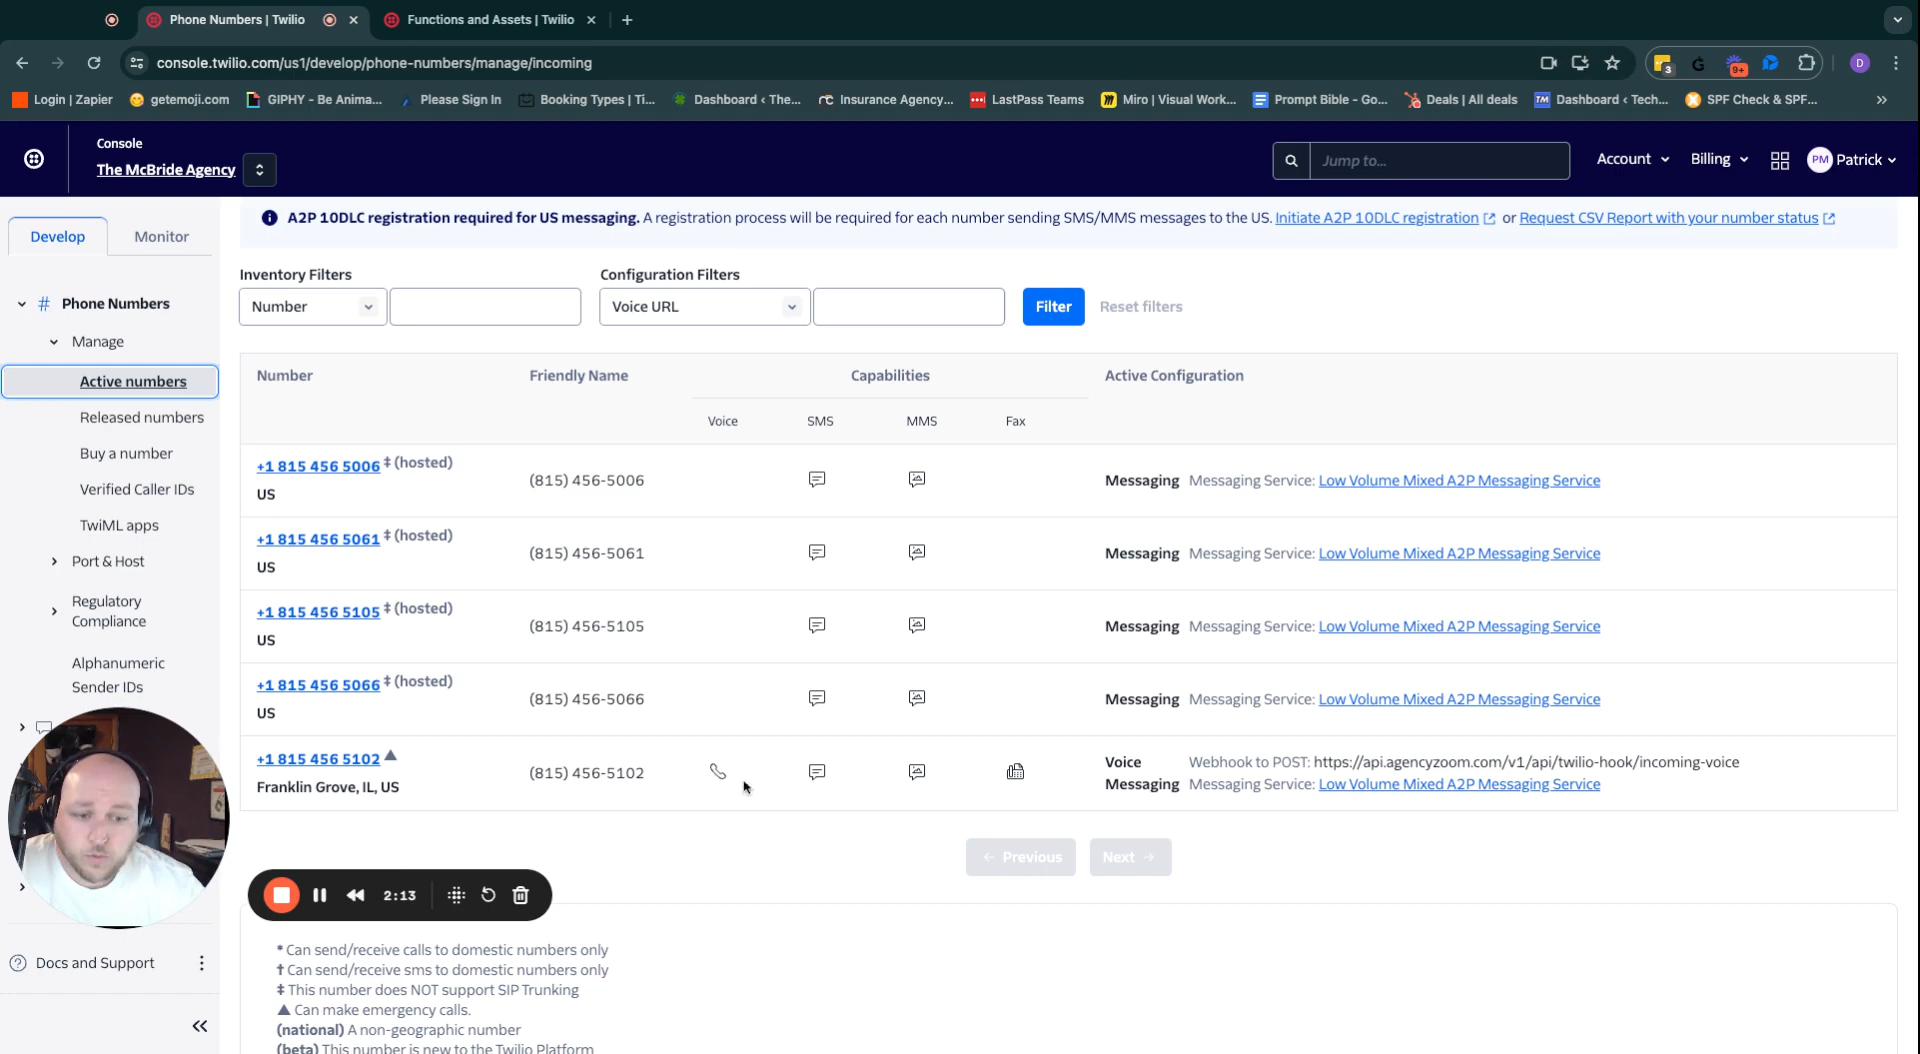 Phone Numbers | Twilio
Functions and Assets | Twilio
console.twilio.com/us1/develop/phone-numbers/manage/incoming
3
9+
D
Login | Zapier
getemoji.com
GIPHY - Be Anima...
Please Sign In
Booking Types | Ti...
Dashboard ‹ The...
Insurance Agency...
LastPass Teams
Miro | Visual Work...
Prompt Bible - Go...
Deals | All deals
TM Dashboard ‹ Tech...
SPF Check & SPF...
Console
The McBride Agency
Jump to...
Account
Billing
PM Patrick
Develop
Monitor
A2P 10DLC registration required for US messaging. A registration process will be required for each number sending SMS/MMS messages to the US. Initiate A2P 10DLC registration or Request CSV Report with your number status
# Phone Numbers
Manage
Active numbers
Released numbers
Buy a number
Verified Caller IDs
TwiML apps
Port & Host
Regulatory
Compliance
Alphanumeric
Sender IDs
Docs and Support
Inventory Filters
Configuration Filters
Number
Voice URL
Filter
Reset filters
Number
Friendly Name
Capabilities
Active Configuration
Voice
SMS
MMS
Fax
+1 815 456 5006 ‡ (hosted)
US
(815) 456-5006
Messaging Messaging Service: Low Volume Mixed A2P Messaging Service
+1 815 456 5061 ‡ (hosted)
US
(815) 456-5061
Messaging Messaging Service: Low Volume Mixed A2P Messaging Service
+1 815 456 5105 ‡ (hosted)
US
(815) 456-5105
Messaging Messaging Service: Low Volume Mixed A2P Messaging Service
+1 815 456 5066 ‡ (hosted)
US
(815) 456-5066
Messaging Messaging Service: Low Volume Mixed A2P Messaging Service
+1 815 456 5102 ▲
Franklin Grove, IL, US
(815) 456-5102
Voice Webhook to POST: https://api.agencyzoom.com/v1/api/twilio-hook/incoming-voice
Messaging Messaging Service: Low Volume Mixed A2P Messaging Service
← Previous
Next →
2:13
* Can send/receive calls to domestic numbers only
† Can send/receive sms to domestic numbers only
‡ This number does NOT support SIP Trunking
▲ Can make emergency calls.
(national) A non-geographic number
(beta) This number is new to the Twilio Platform